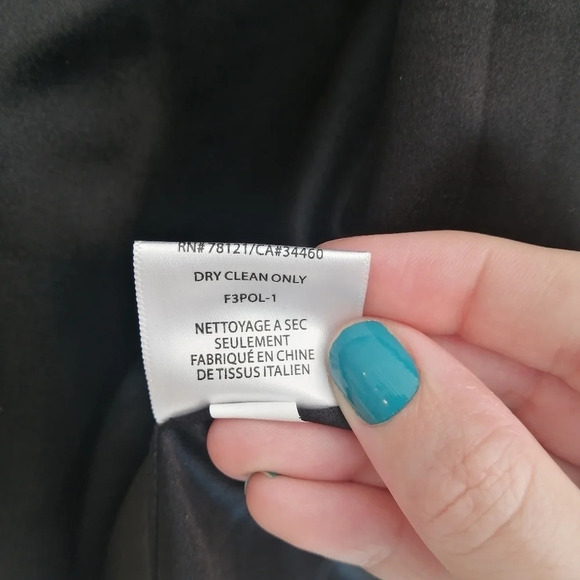 RN# 78121/CA#34460
DRY CLEAN ONLY
F3POL-1
NETTOYAGE A SEC
SEULEMENT
FABRIQUÉ EN CHINE
DE TISSUS ITALIEN